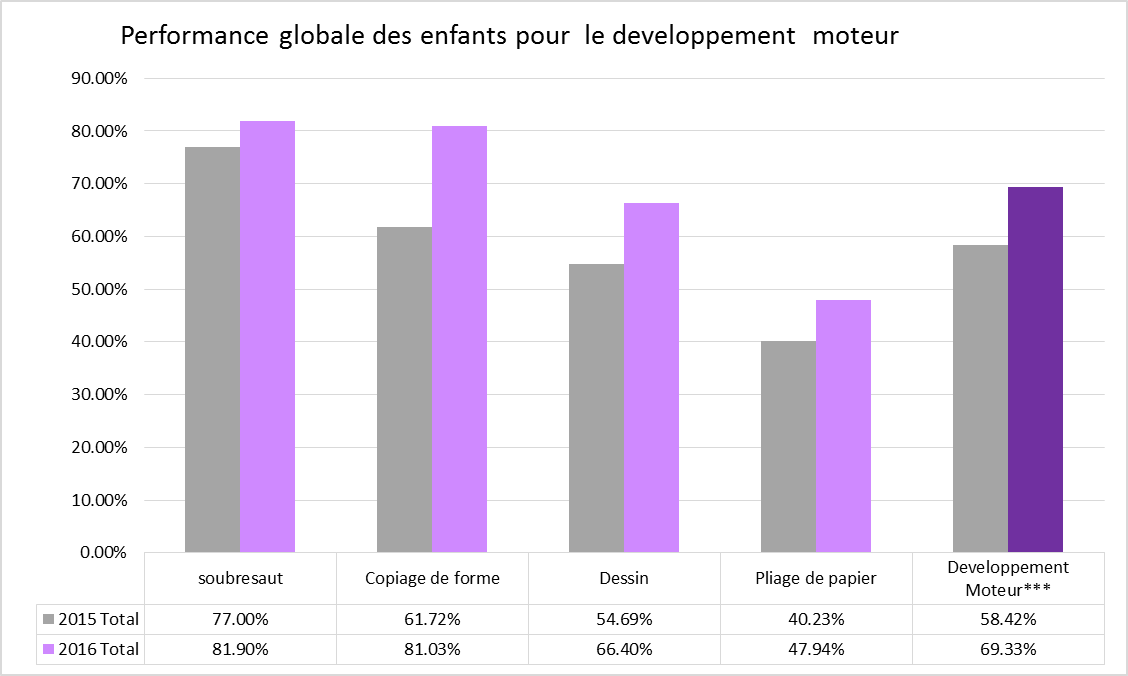 Performance globale des enfants pour le developpement moteur
90.00%
80.00%
70.00%
60.00%
50.00%
40.00%
30.00%
20.00%
10.00%
0.00%
soubresaut Copiage de forme Dessin Pliage de papier Developpement Moteur***
2015 Total 77.00% 61.72% 54.69% 40.23% 58.42%
2016 Total 81.90% 81.03% 66.40% 47.94% 69.33%